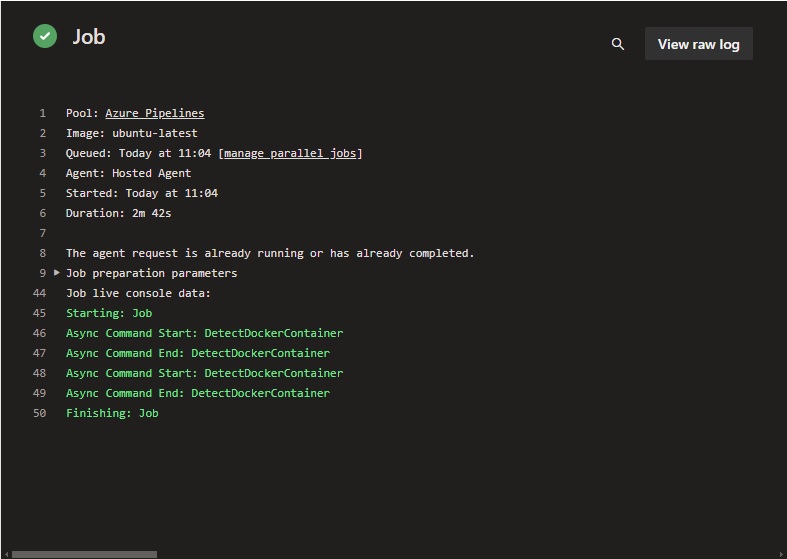 Job
View raw log
1 Pool: Azure Pipelines
2 Image: ubuntu-latest
3 Queued: Today at 11:04 [manage parallel jobs]
4 Agent: Hosted Agent
5 Started: Today at 11:04
6 Duration: 2m 42s
7
8 The agent request is already running or has already completed.
9 Job preparation parameters
44 Job live console data:
45 Starting: Job
46 Async Command Start: DetectDockerContainer
47 Async Command End: DetectDockerContainer
48 Async Command Start: DetectDockerContainer
49 Async Command End: DetectDockerContainer
50 Finishing: Job